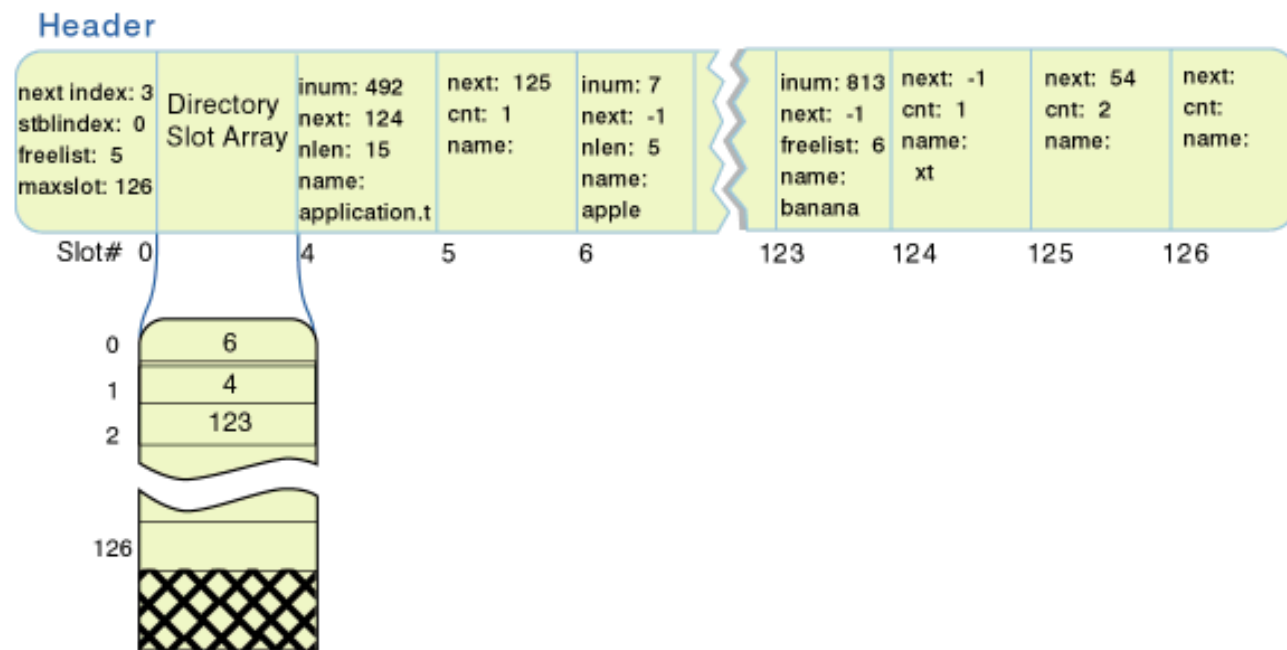 Header
next index: 3
stblindex: 0
freelist: 5
maxslot: 126
Directory
Slot Array
inum: 492
next: 124
nlen: 15
name:
application.t
next: 125
cnt: 1
name:
inum: 7
next: -1
nlen: 5
name:
apple
inum: 813
next: -1
freelist: 6
name:
banana
next: -1
cnt: 1
name:
xt
next: 54
cnt: 2
name:
next:
cnt:
name:
Slot# 0 4 5 6 123 124 125 126
0 6
1 4
2 123
126